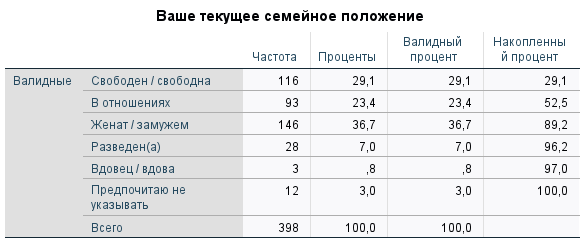 Ваше текущее семейное положение
Частота Проценты Валидный процент Накопленны й процент
Валидные Свободен / свободна 116 29,1 29,1 29,1
В отношениях 93 23,4 23,4 52,5
Женат / замужем 146 36,7 36,7 89,2
Разведен(а) 28 7,0 7,0 96,2
Вдовец / вдова 3 ,8 ,8 97,0
Предпочитаю не указывать 12 3,0 3,0 100,0
Всего 398 100,0 100,0